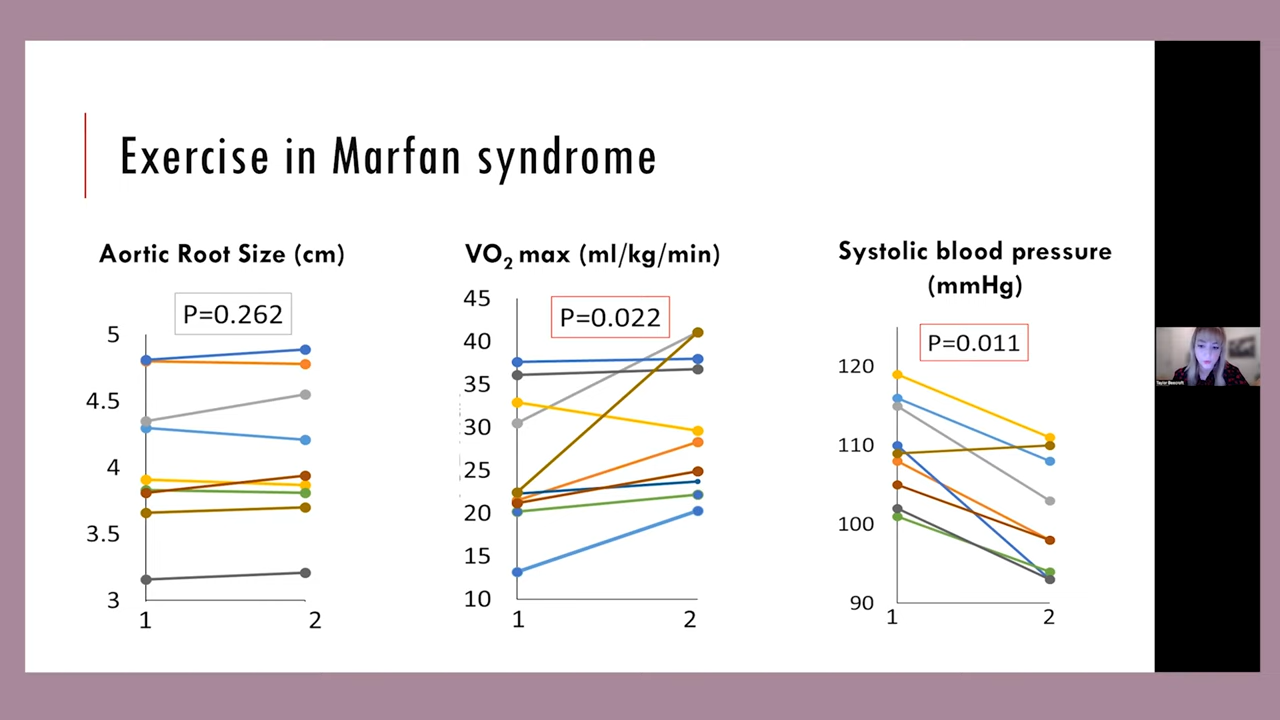 Exercise in Marfan syndrome
Aortic Root Size (cm)
P=0.262
5
4.5
4
3.5
3
1
2
VO2 max (ml/kg/min)
P=0.022
45
40
35
30
25
20
15
10
1
2
Systolic blood pressure
(mmHg)
P=0.011
120
110
100
90
1
2
Taylor Beecroft